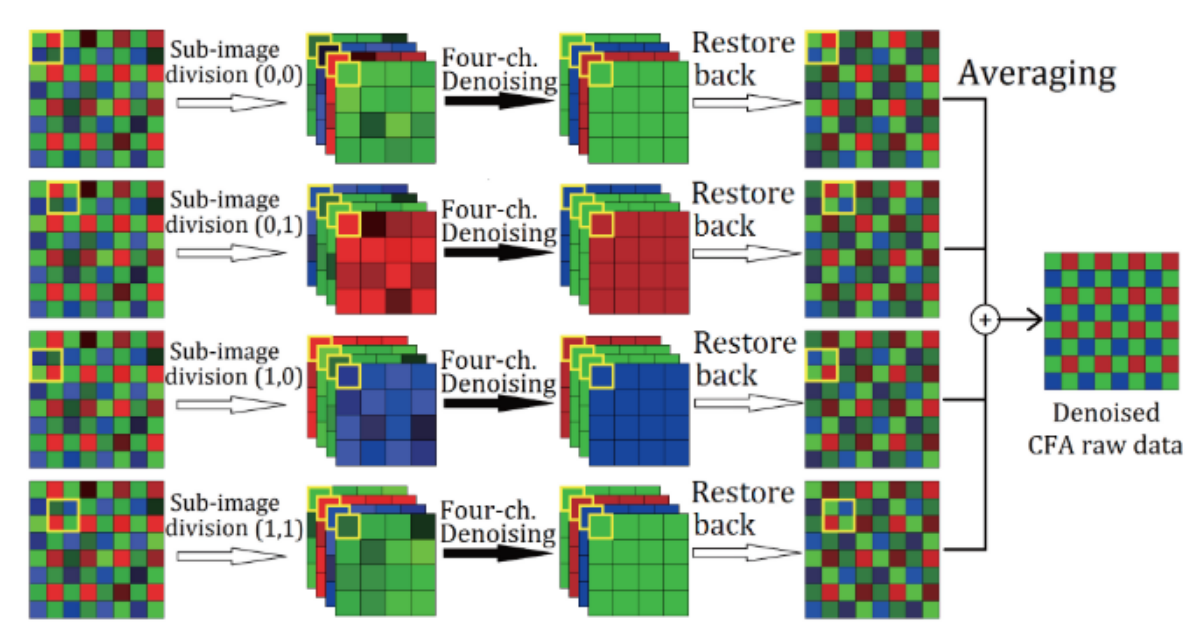 Sub-image
division (0,0)
Four-ch.
Denoising
Restore
back
Averaging
Sub-image
division (0,1)
Four-ch.
Denoising
Restore
back
Sub-image
division (1,0)
Four-ch.
Denoising
Restore
back
+
Denoised
CFA raw data
Sub-image
division (1,1)
Four-ch.
Denoising
Restore
back